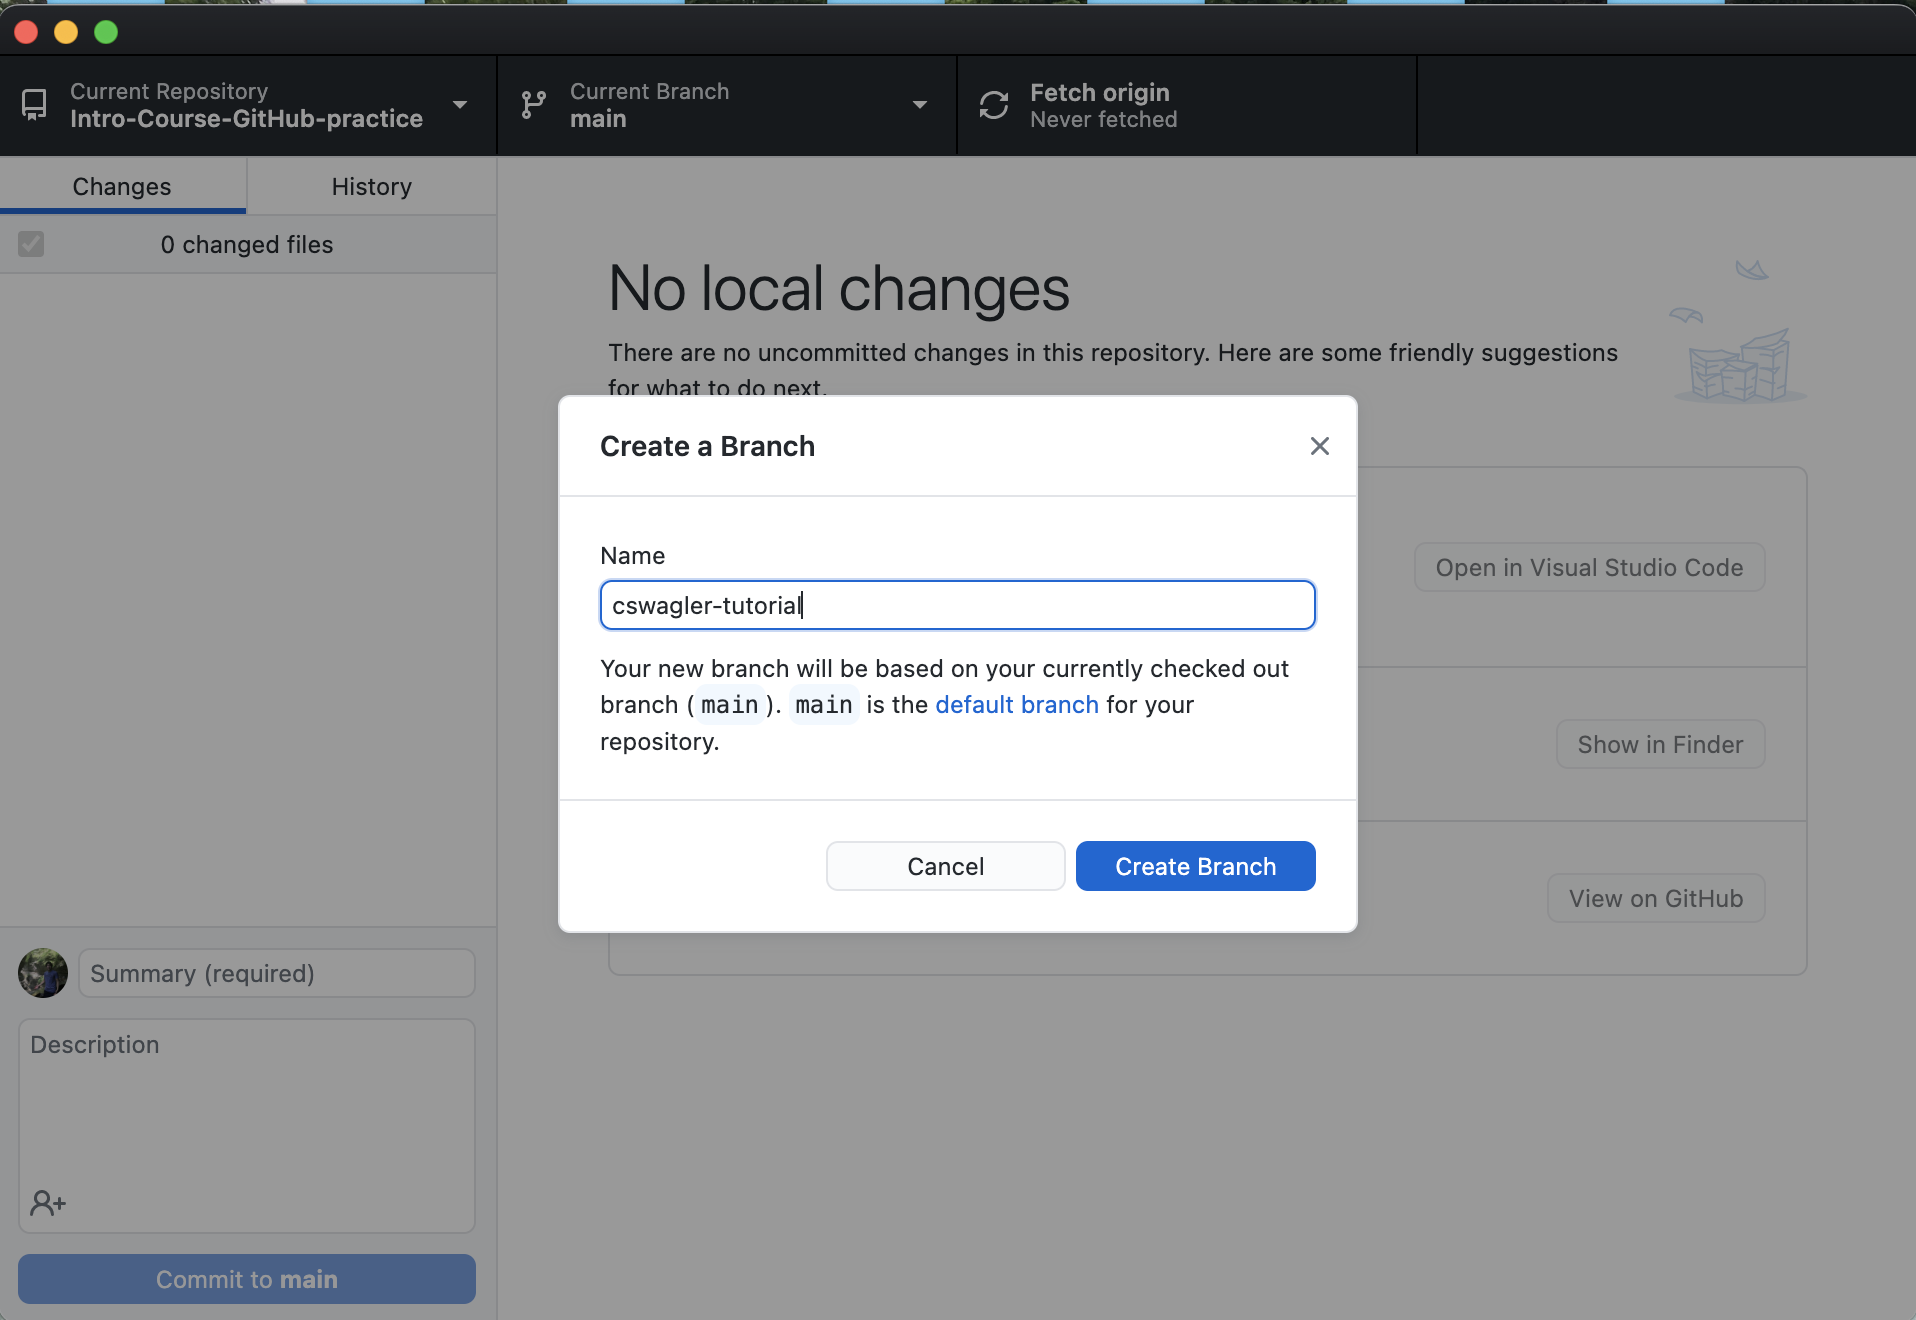 Current Repository
Intro-Course-GitHub-practice
Current Branch
main
Fetch origin
Never fetched
Changes
History
0 changed files
No local changes
There are no uncommitted changes in this repository. Here are some friendly suggestions
for what to do next.
Create a Branch
Name
cswagler-tutorial
Your new branch will be based on your currently checked out
branch (main). main is the default branch for your
repository.
Cancel
Create Branch
Open in Visual Studio Code
Show in Finder
View on GitHub
Summary (required)
Description
Commit to main